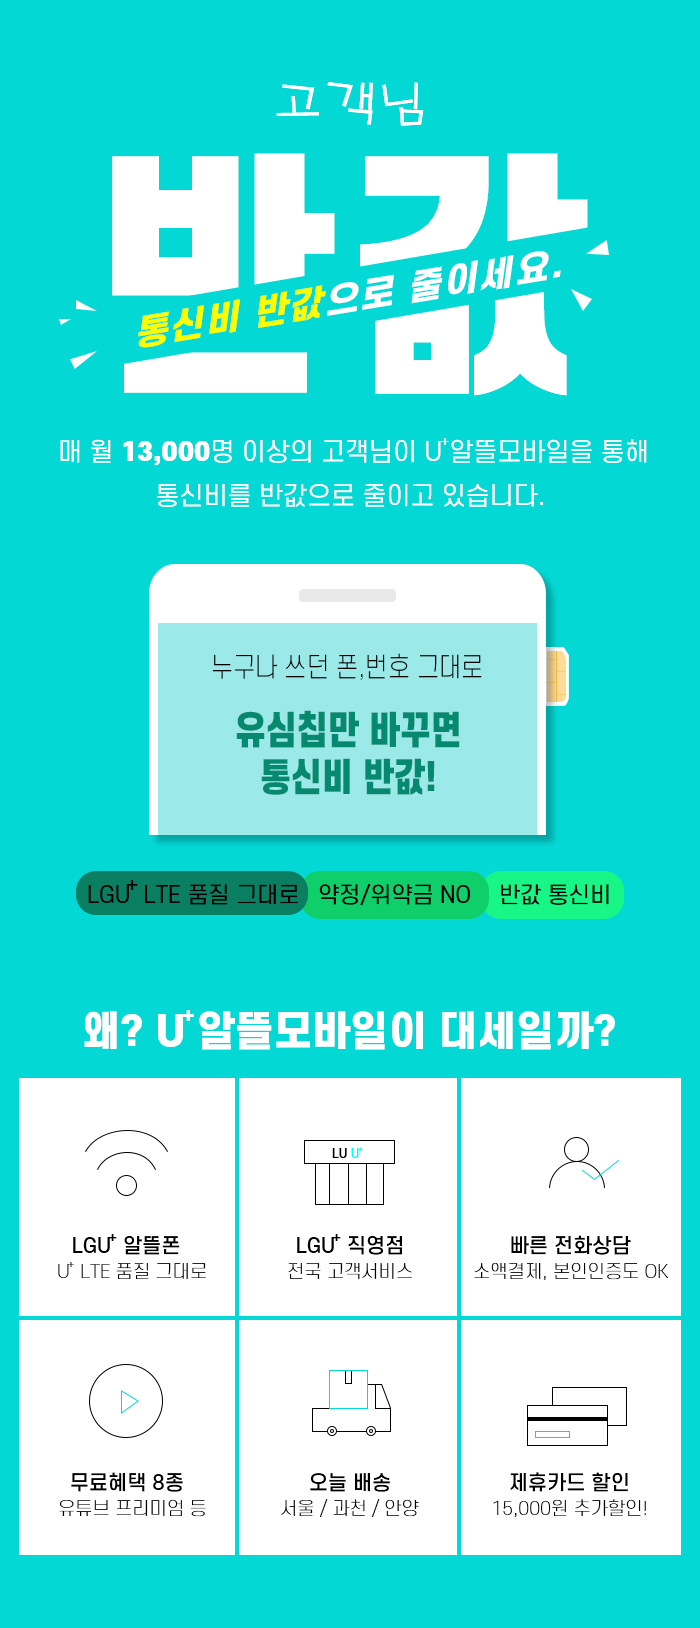 고객님
반값
통신비 반값으로 줄이세요.
매 월 13,000명 이상의 고객님이 U⁺알뜰모바일을 통해
통신비를 반값으로 줄이고 있습니다.
누구나 쓰던 폰,번호 그대로
유심칩만 바꾸면
통신비 반값!
LGU⁺ LTE 품질 그대로 약정/위약금 NO 반값 통신비
왜? U⁺알뜰모바일이 대세일까?
LU U⁺
LGU⁺ 알뜰폰
U⁺ LTE 품질 그대로
LGU⁺ 직영점
전국 고객서비스
빠른 전화상담
소액결제, 본인인증도 OK
무료혜택 8종
유튜브 프리미엄 등
오늘 배송
서울 / 과천 / 안양
제휴카드 할인
15,000원 추가할인!